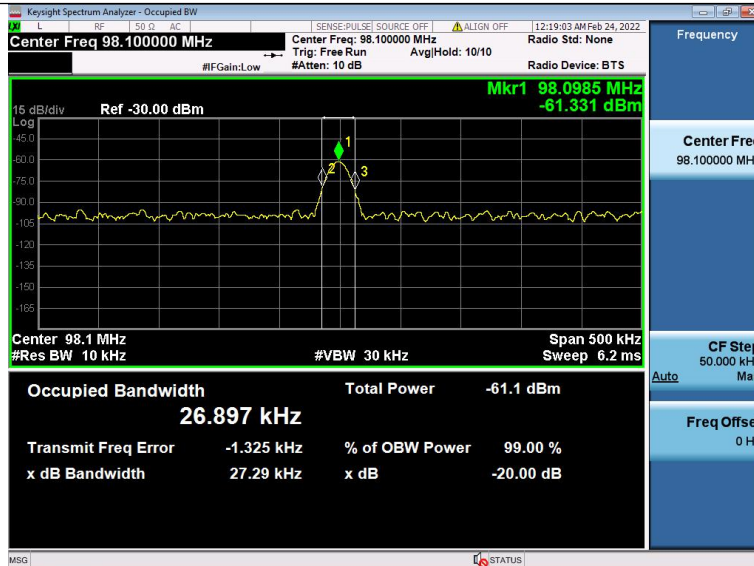 Keysight Spectrum Analyzer - Occupied BW
L RF 50 Ω AC SENSE:PULSE SOURCE OFF ALIGN OFF 12:19:03 AM Feb 24, 2022
Center Freq 98.100000 MHz
Center Freq: 98.100000 MHz Radio Std: None
Trig: Free Run Avg|Hold: 10/10
#IFGain:Low #Atten: 10 dB Radio Device: BTS
Mkr1 98.0985 MHz
15 dB/div Ref -30.00 dBm -61.331 dBm
Log
-45.0
-60.0
-75.0
-90.0
-105
-120
-135
-150
-165
1
2
3
Center 98.1 MHz Span 500 kHz
#Res BW 10 kHz #VBW 30 kHz Sweep 6.2 ms
Occupied Bandwidth Total Power -61.1 dBm
26.897 kHz
Transmit Freq Error -1.325 kHz % of OBW Power 99.00 %
x dB Bandwidth 27.29 kHz x dB -20.00 dB
MSG STATUS
Frequency
Center Fre
98.100000 MH
CF Step
50.000 kH
Auto Ma
Freq Offse
0 H